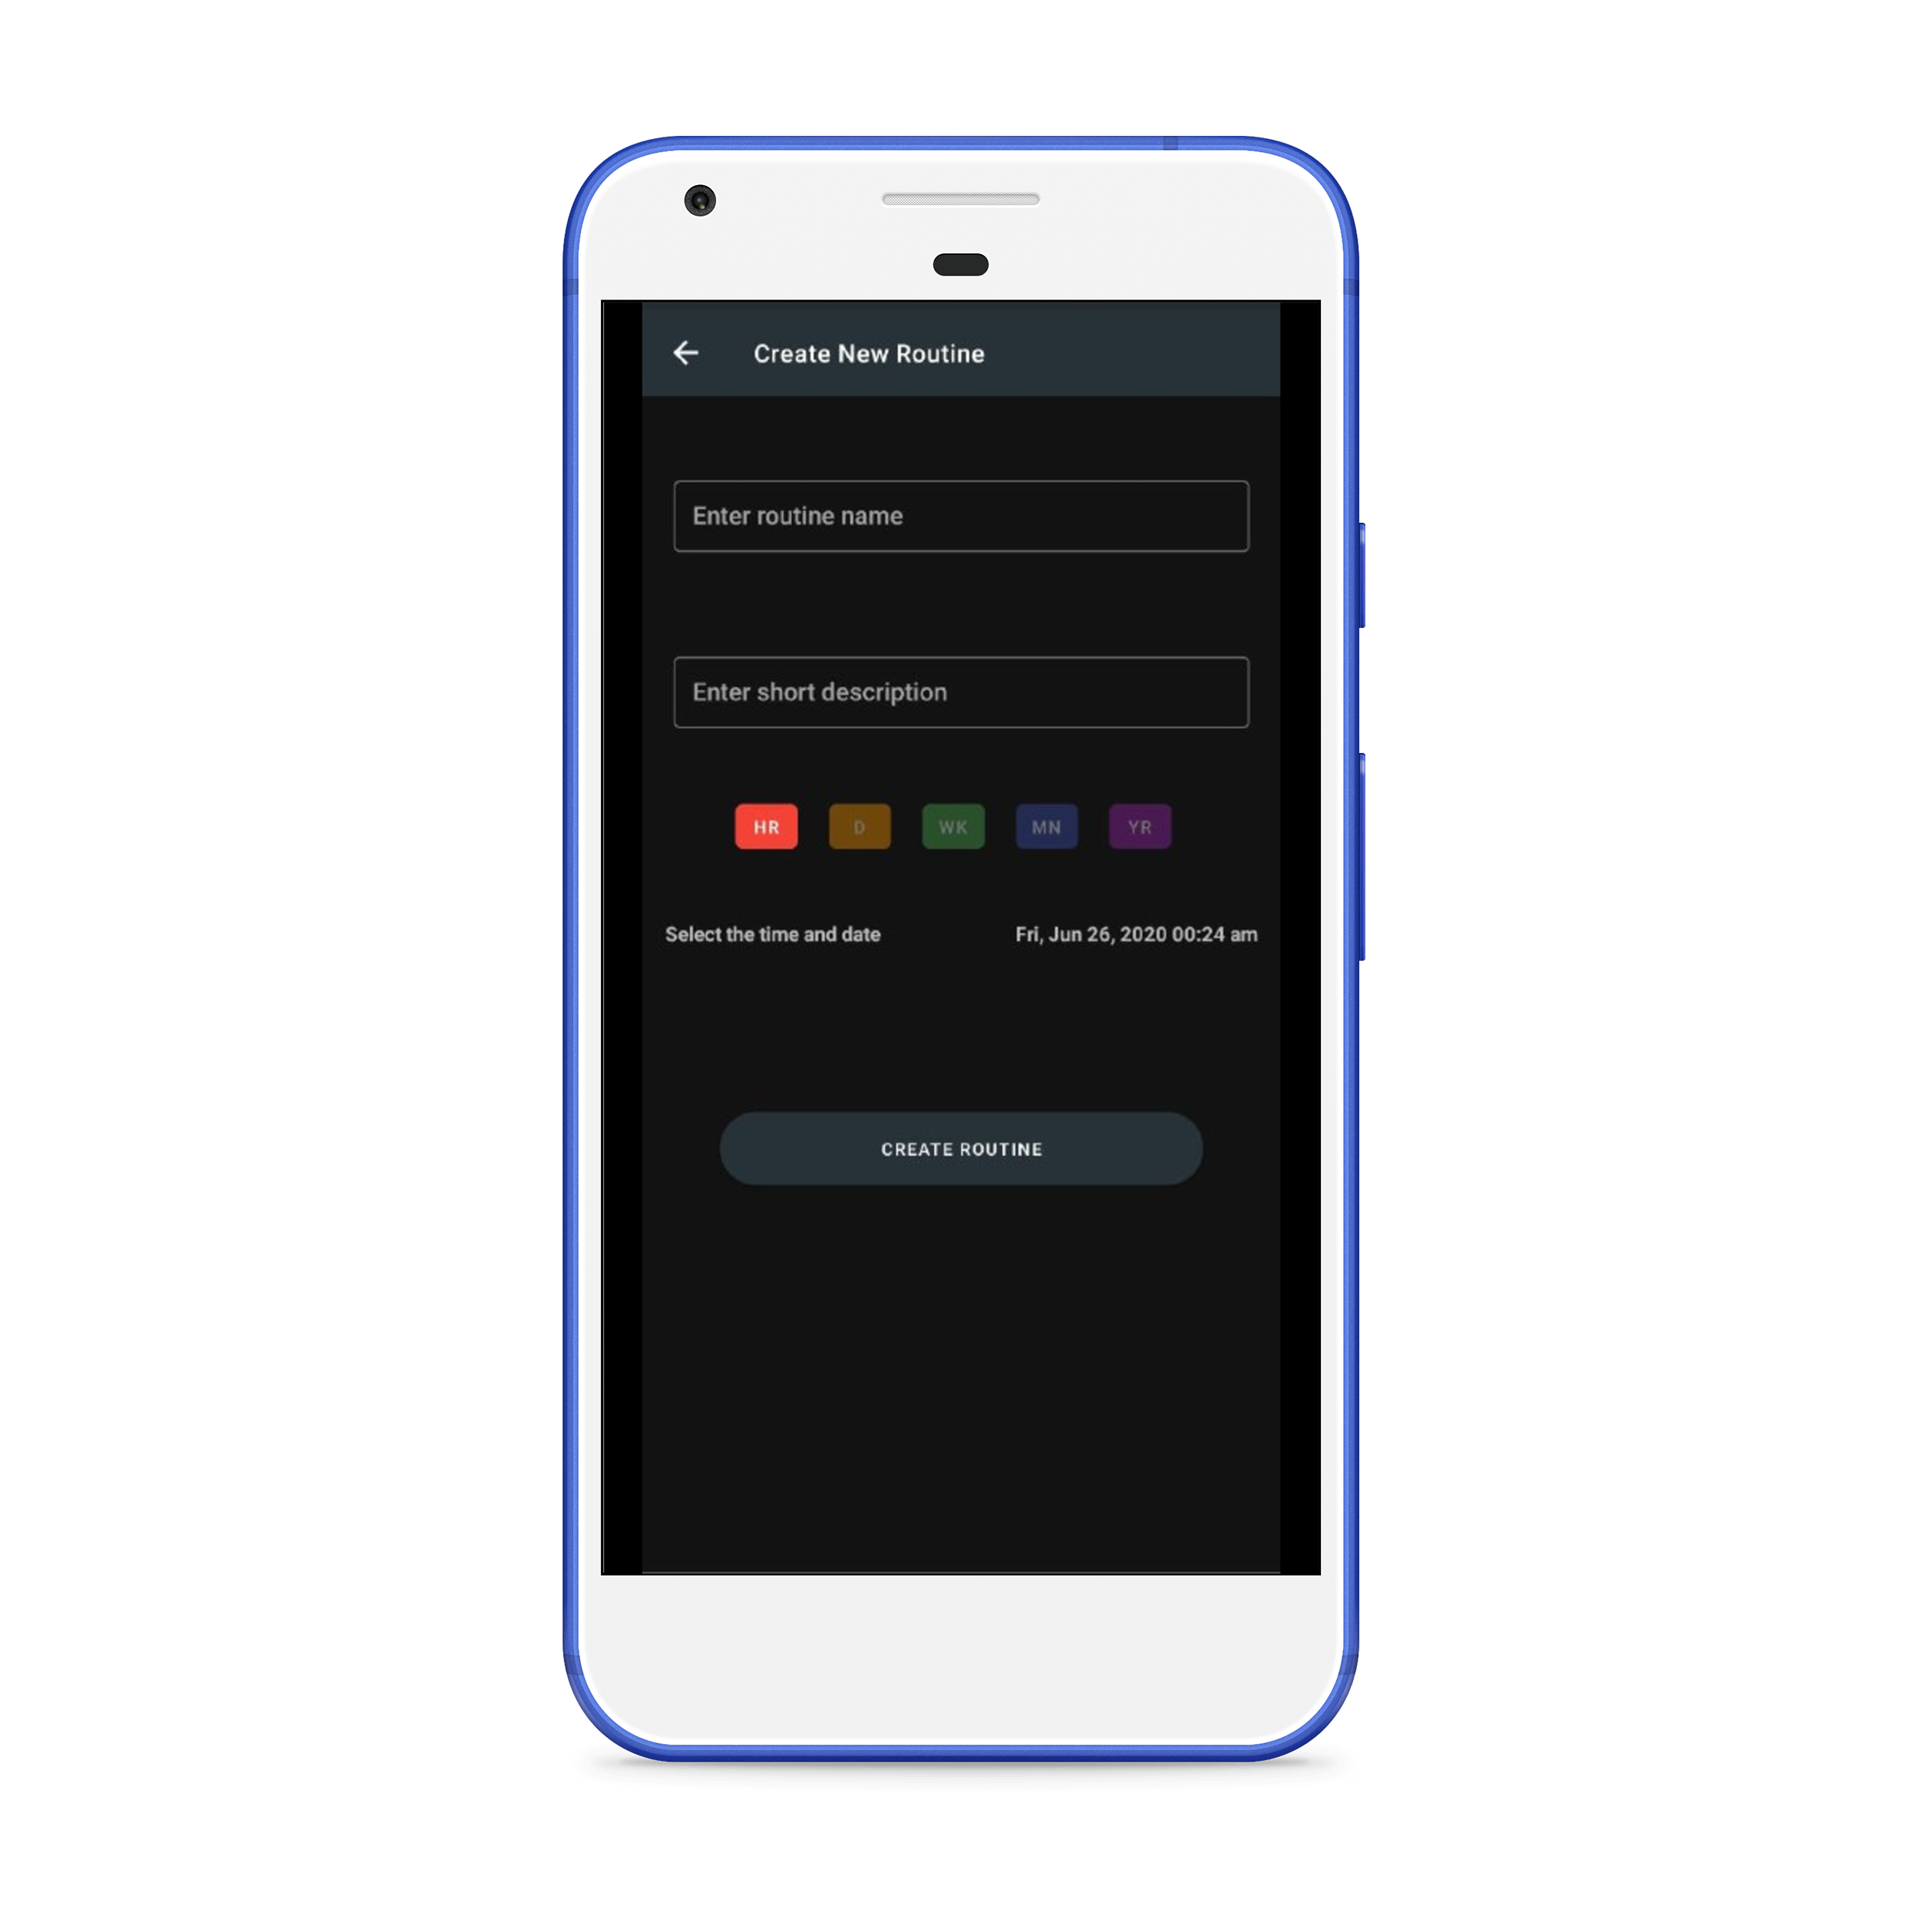 Create New Routine
Enter routine name
Enter short description
HR D WK MN YR
Select the time and date Fri, Jun 26, 2020 00:24 am
CREATE ROUTINE